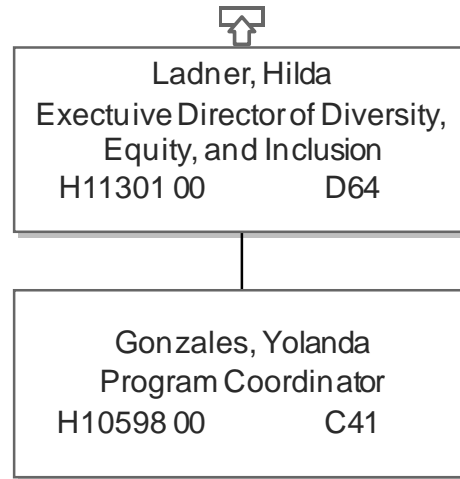 Ladner, Hilda
Exectuive Director of Diversity,
Equity, and Inclusion
H11301 00 D64
Gonzales, Yolanda
Program Coordinator
H10598 00 C41